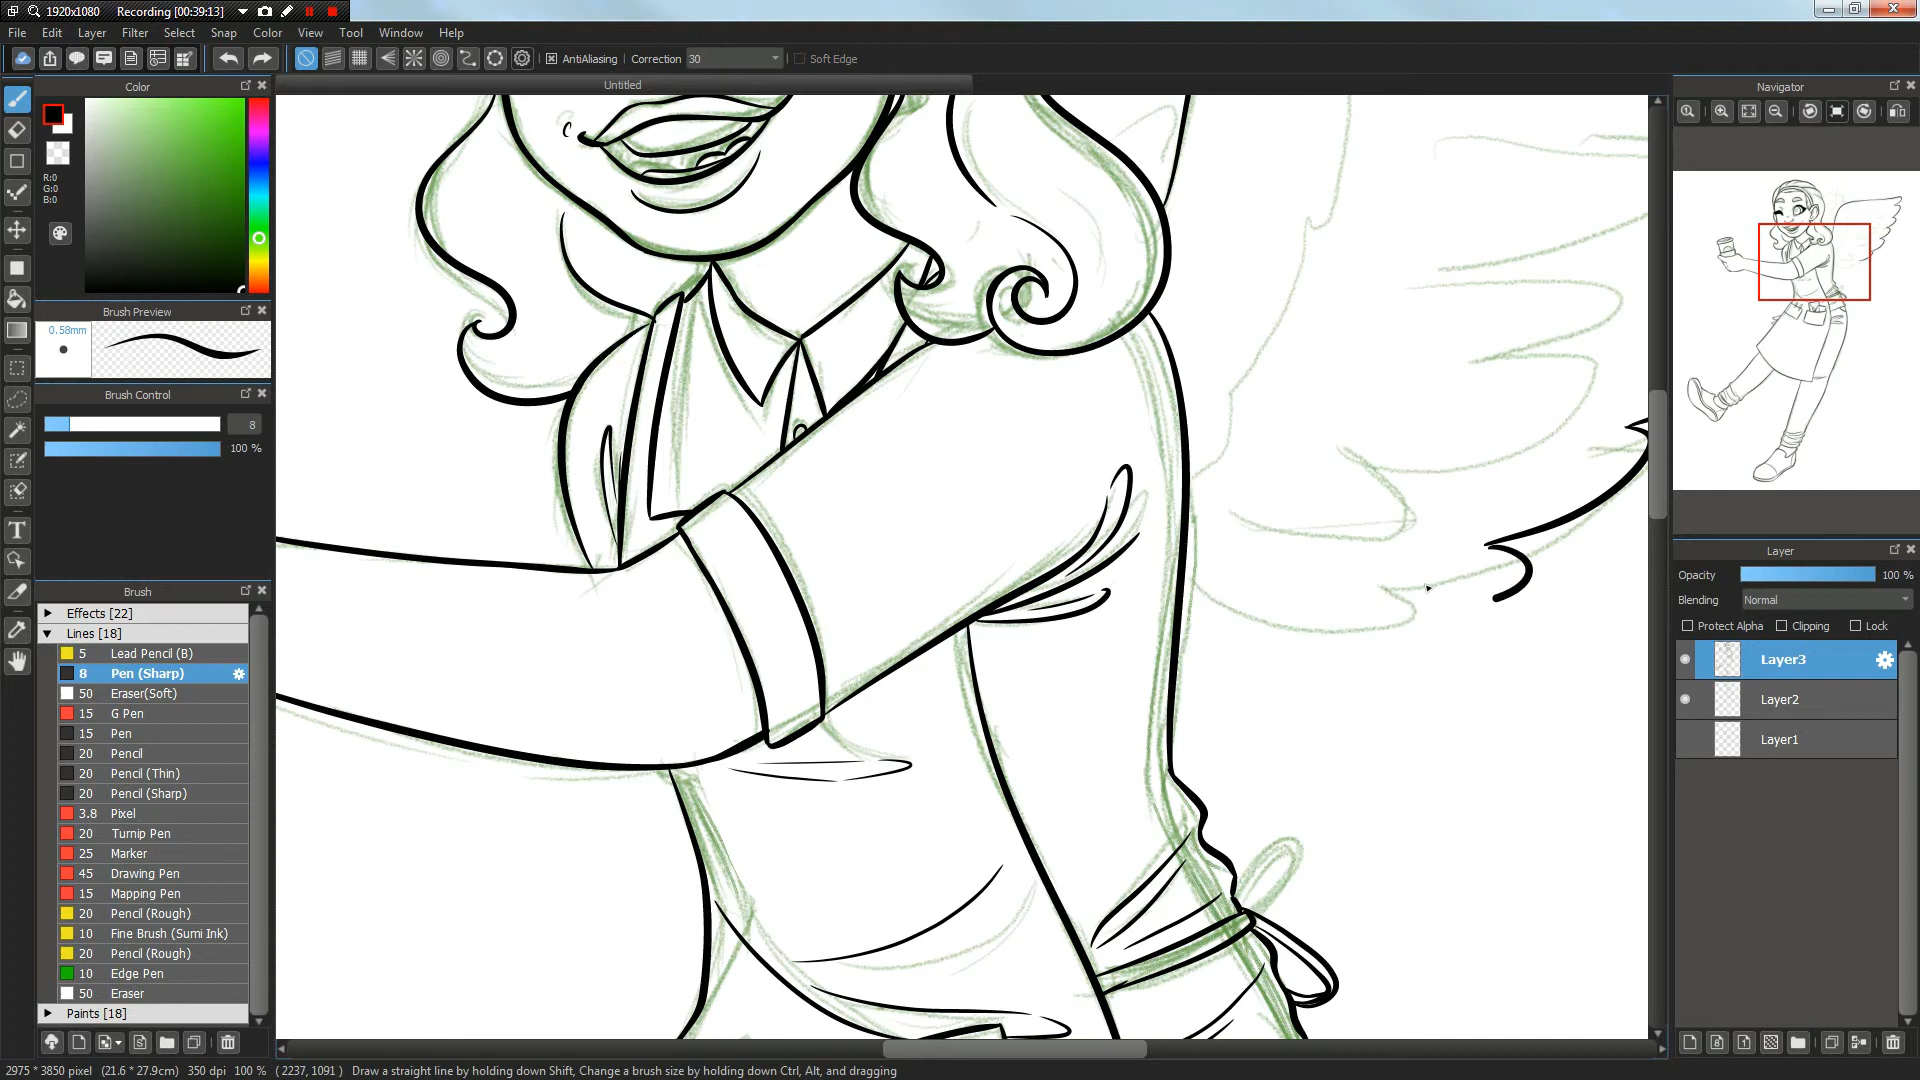 1920x1080 Recording [00:39:13]
File Edit Layer Filter Select Snap Color View Tool Window Help
AntiAliasing Correction 30 Soft Edge
Color
Untitled
Navigator
R:0
G:0
B:0
Brush Preview
0.58mm
Brush Control
8
100 %
Brush
Effects [22]
Lines [18]
5 Lead Pencil (B)
8 Pen (Sharp)
50 Eraser(Soft)
15 G Pen
15 Pen
20 Pencil
20 Pencil (Thin)
20 Pencil (Sharp)
3.8 Pixel
20 Turnip Pen
25 Marker
45 Drawing Pen
15 Mapping Pen
20 Pencil (Rough)
10 Fine Brush (Sumi Ink)
20 Pencil (Rough)
10 Edge Pen
50 Eraser
Paints [18]
Layer
Opacity 100 %
Blending Normal
Protect Alpha Clipping Lock
Layer3
Layer2
Layer1
2975 * 3850 pixel (21.6 * 27.9cm) 350 dpi 100 % ( 2237, 1091 ) Draw a straight line by holding down Shift, Change a brush size by holding down Ctrl, Alt, and dragging